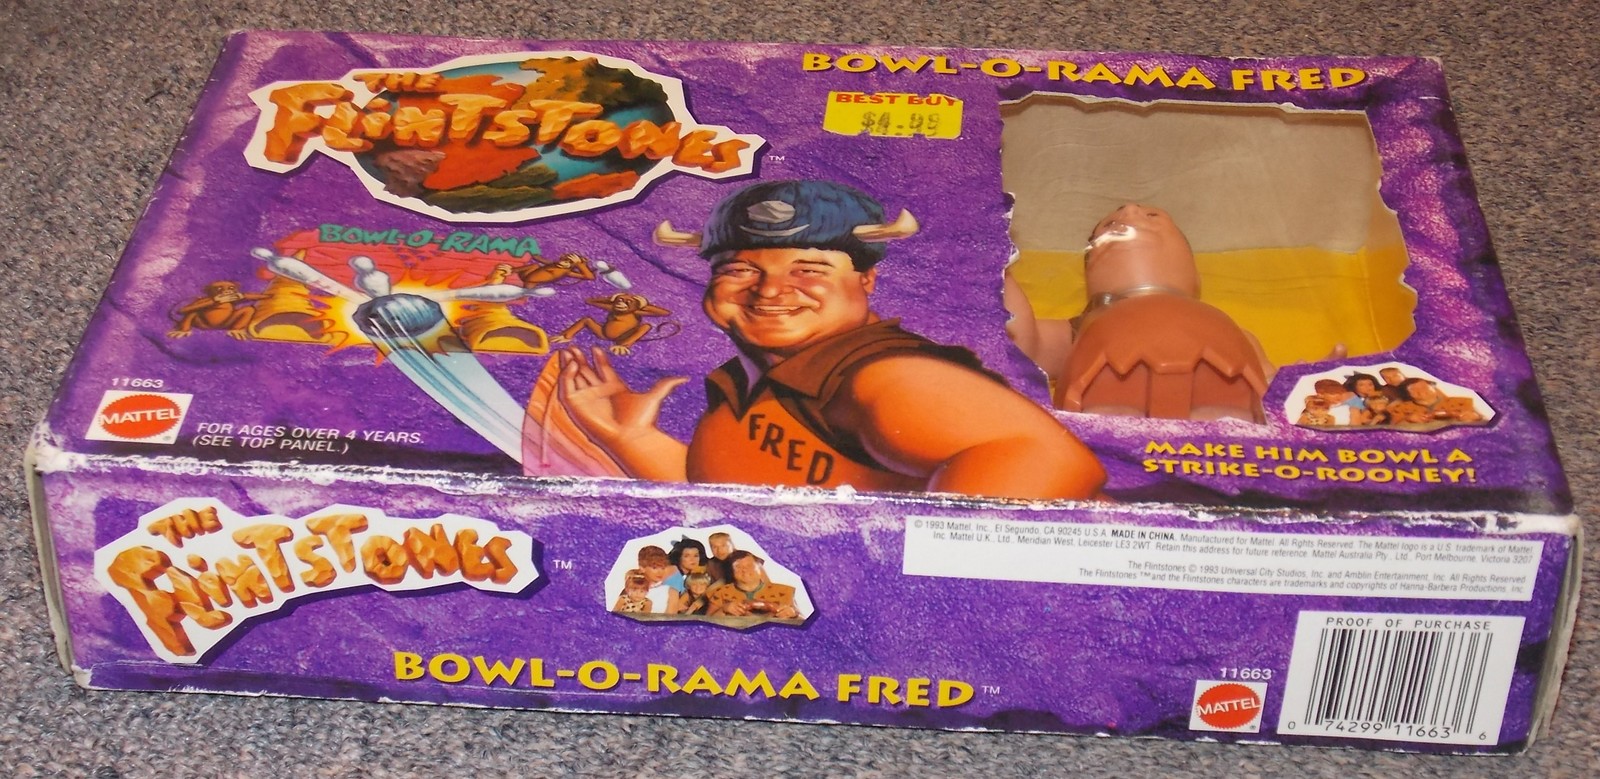 THE
FLINTSTONES
TM
BOWL-O-RAMA FRED
BEST BUY
BOWL-O-RAMA
FRED
11663
MATTEL
FOR AGES OVER 4 YEARS.
(SEE TOP PANEL.)
MAKE HIM BOWL A
STRIKE-O-ROONEY!
THE
FLINTSTONES
TM
BOWL-O-RAMA FRED™
© 1993 Mattel, Inc., El Segundo, CA 90245 U.S.A. MADE IN CHINA. Manufactured for Mattel. All Rights Reserved. The Mattel logo is a U.S. trademark of Mattel,
Inc. Mattel U.K., Ltd., Meridian West, Leicester LE3 2WT. Retain this address for future reference. Mattel Australia Pty., Ltd., Port Melbourne, Victoria 3207.
The Flintstones © 1993 Universal City Studios, Inc. and Amblin Entertainment, Inc. All Rights Reserved.
The Flintstones™ and the Flintstones characters are trademarks and copyrights of Hanna-Barbera Productions, Inc.
11663
MATTEL
PROOF OF PURCHASE
0 74299 11663 6